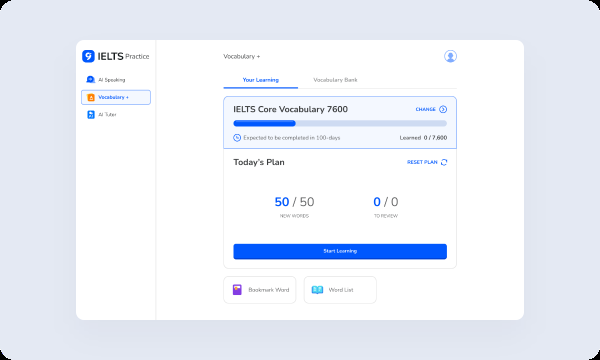 9 IELTS Practice
AI Speaking
Vocabulary +
AI Tutor
Vocabulary +
Your Learning
Vocabulary Bank
IELTS Core Vocabulary 7600
CHANGE
Expected to be completed in 100-days
Learned 0 / 7,600
Today's Plan
RESET PLAN
50 / 50
NEW WORDS
0 / 0
TO REVIEW
Start Learning
Bookmark Word
Word List